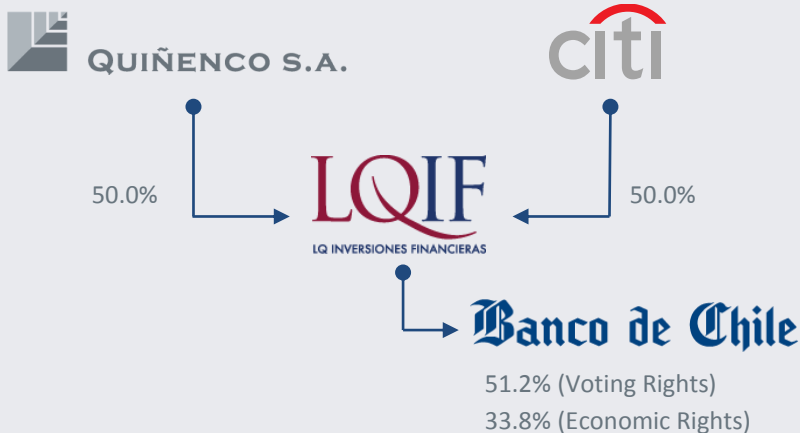 QUIÑENCO S.A.
citi
50.0%
LQIF
50.0%
LQ INVERSIONES FINANCIERAS
Banco de Chile
51.2% (Voting Rights)
33.8% (Economic Rights)